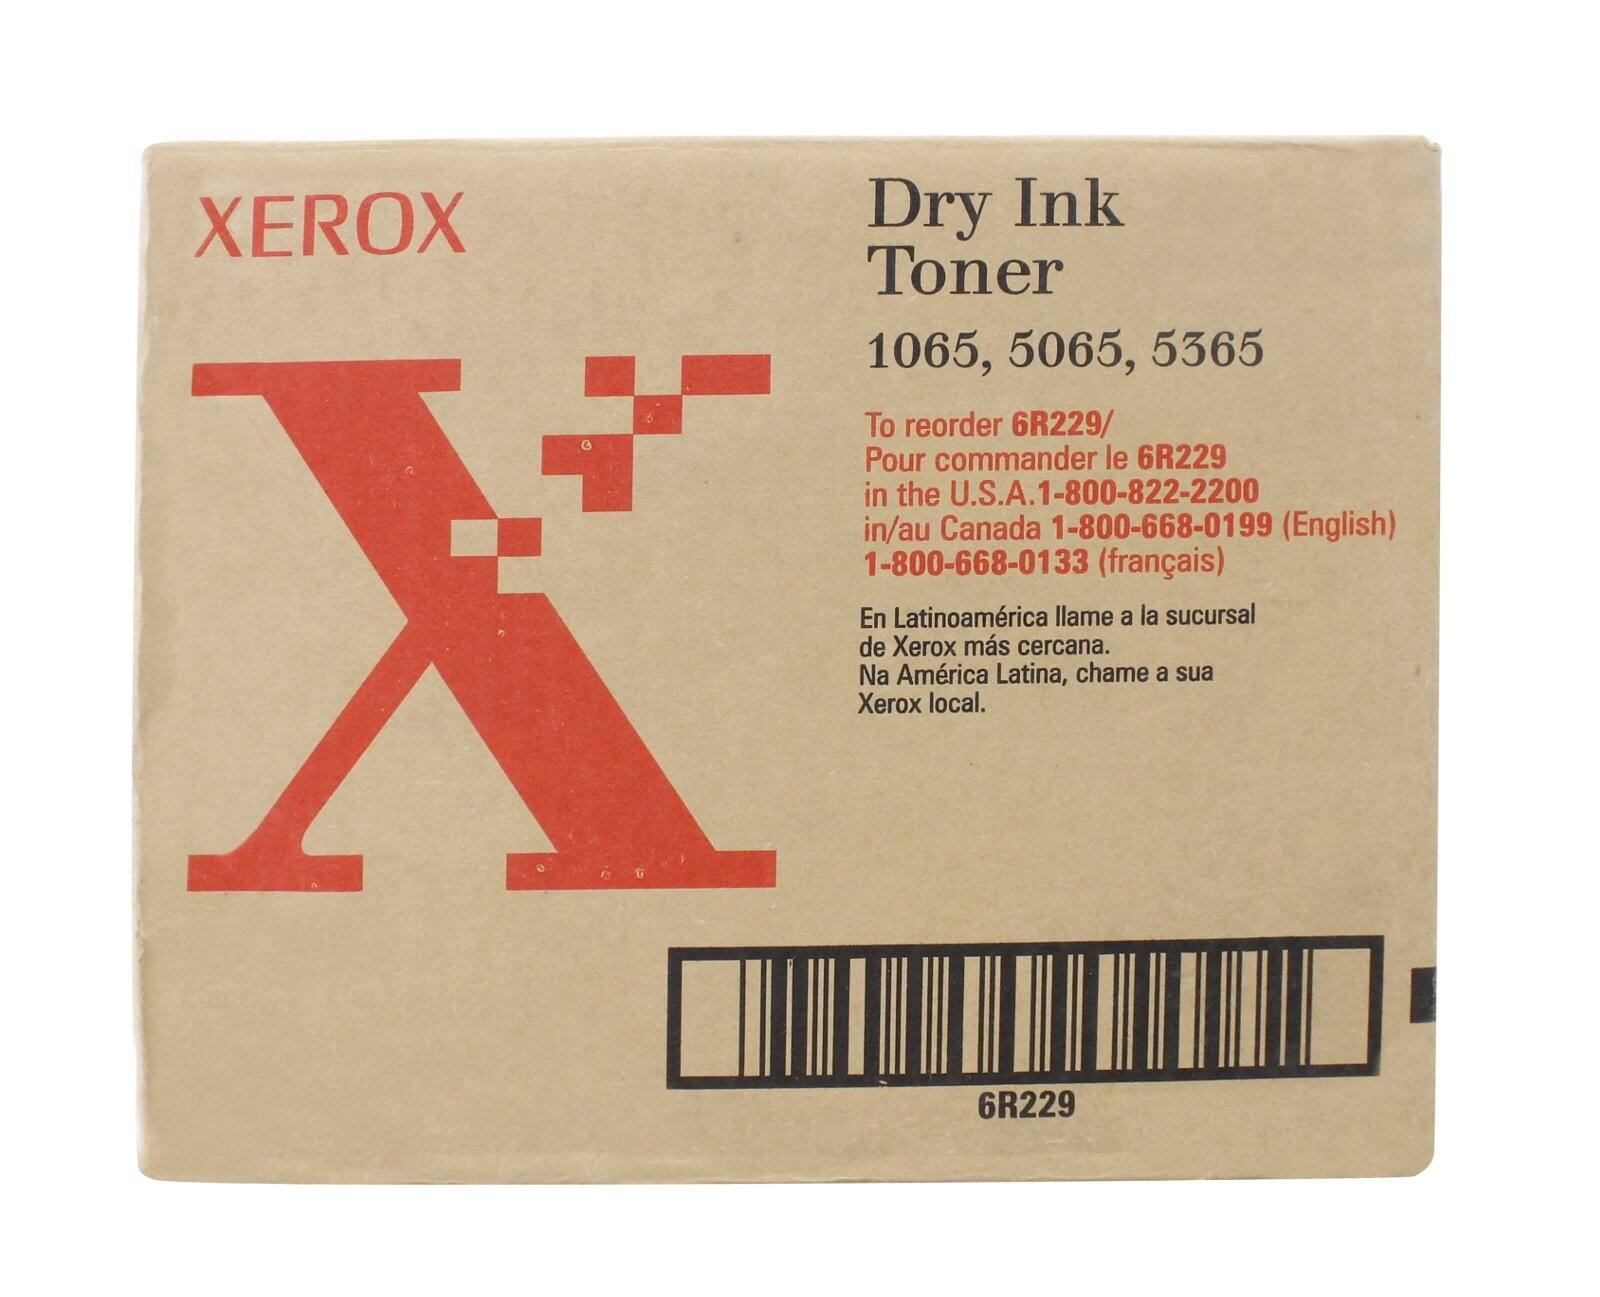 XEROX
X
Dry Ink
Toner
1065, 5065, 5365
To reorder 6R229/
Pour commander le 6R229
in the U.S.A.1-800-822-2200
in/au Canada 1-800-668-0199 (English)
1-800-668-0133 (français)
En Latinoamérica llame a la sucursal
de Xerox más cercana.
Na América Latina, chame a sua
Xerox local.
6R229